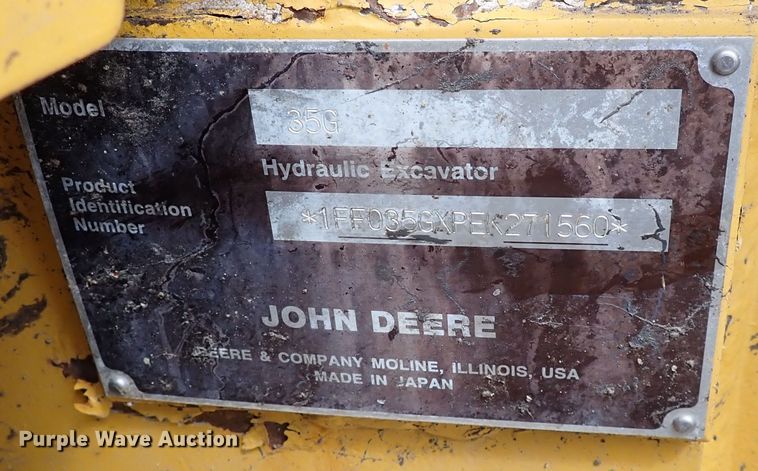 Model 35G
Hydraulic Excavator
Product
Identification
Number
*1FF035GXPEK271560*
JOHN DEERE
DEERE & COMPANY MOLINE, ILLINOIS, USA
MADE IN JAPAN
Purple Wave Auction